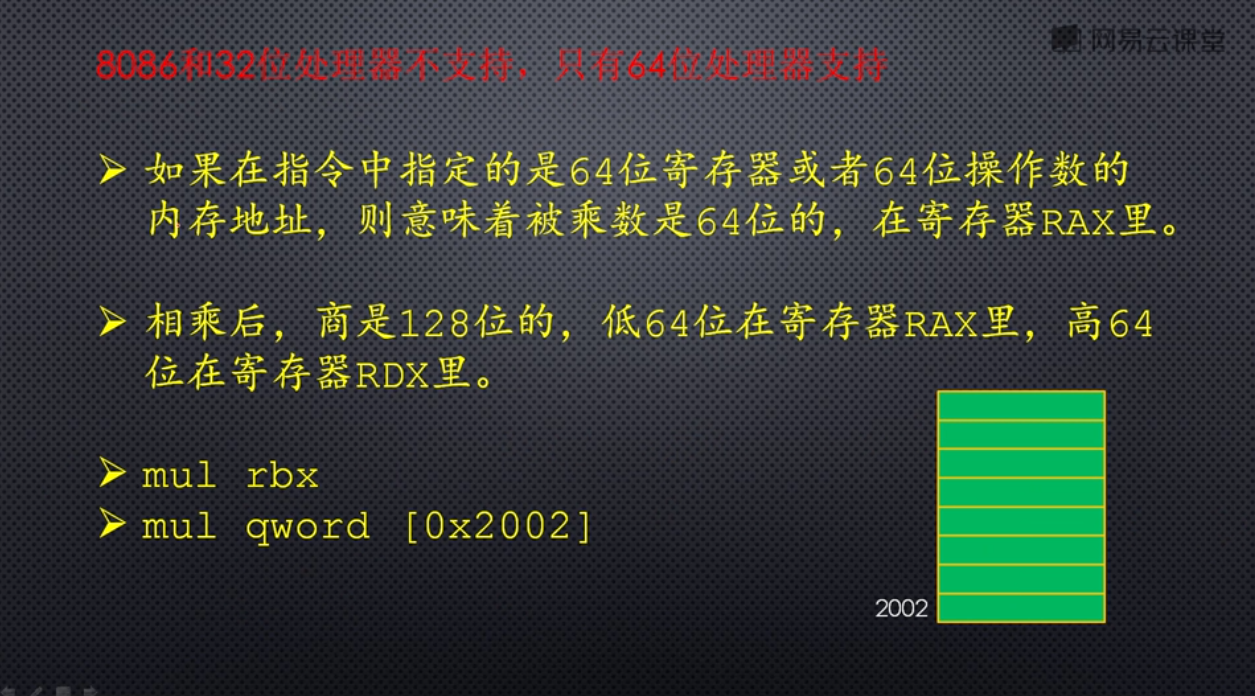 网易云课堂
8086和32位处理器不支持，只有64位处理器支持
➢ 如果在指令中指定的是64位寄存器或者64位操作数的
内存地址，则意味着被乘数是64位的，在寄存器RAX里。
➢ 相乘后，商是128位的，低64位在寄存器RAX里，高64
位在寄存器RDX里。
➢ mul rbx
➢ mul qword [0x2002]
2002